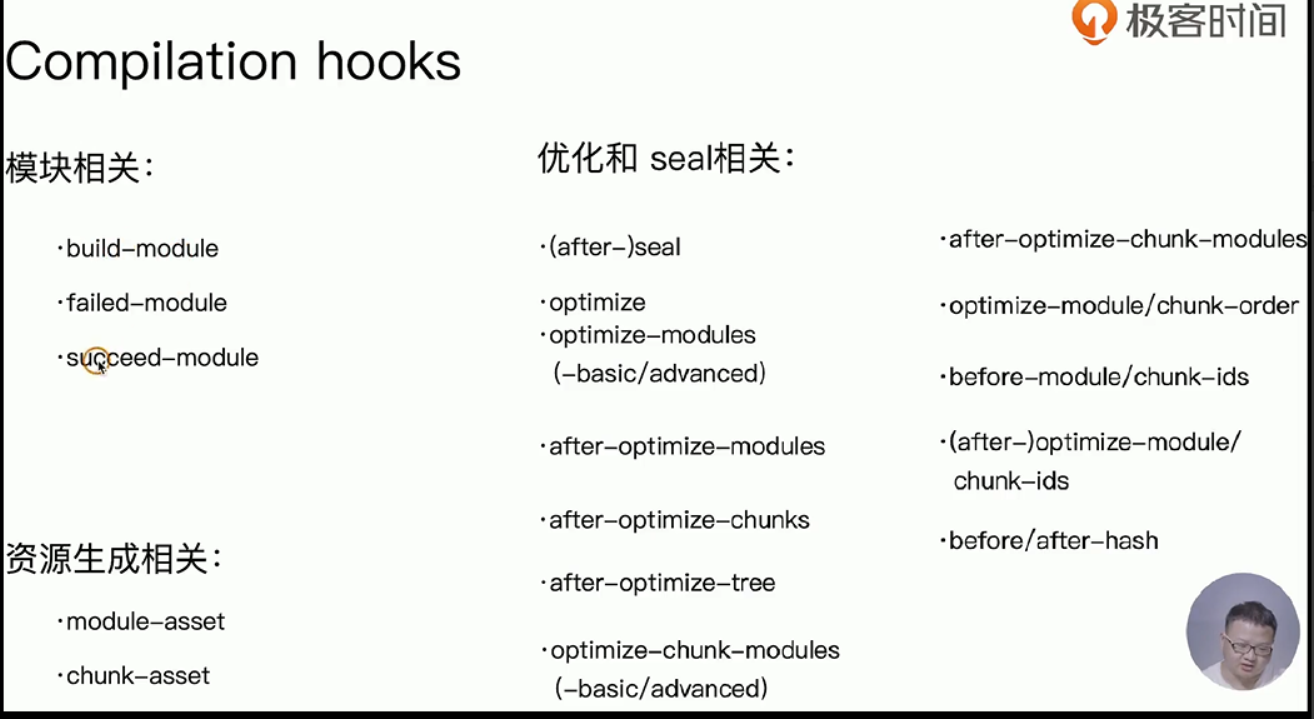 极客时间
Compilation hooks
模块相关：
·build-module
·failed-module
·succeed-module
资源生成相关：
·module-asset
·chunk-asset
优化和 seal相关：
·(after-)seal
·optimize
·optimize-modules
(-basic/advanced)
·after-optimize-modules
·after-optimize-chunks
·after-optimize-tree
·optimize-chunk-modules
(-basic/advanced)
·after-optimize-chunk-modules
·optimize-module/chunk-order
·before-module/chunk-ids
·(after-)optimize-module/
chunk-ids
·before/after-hash